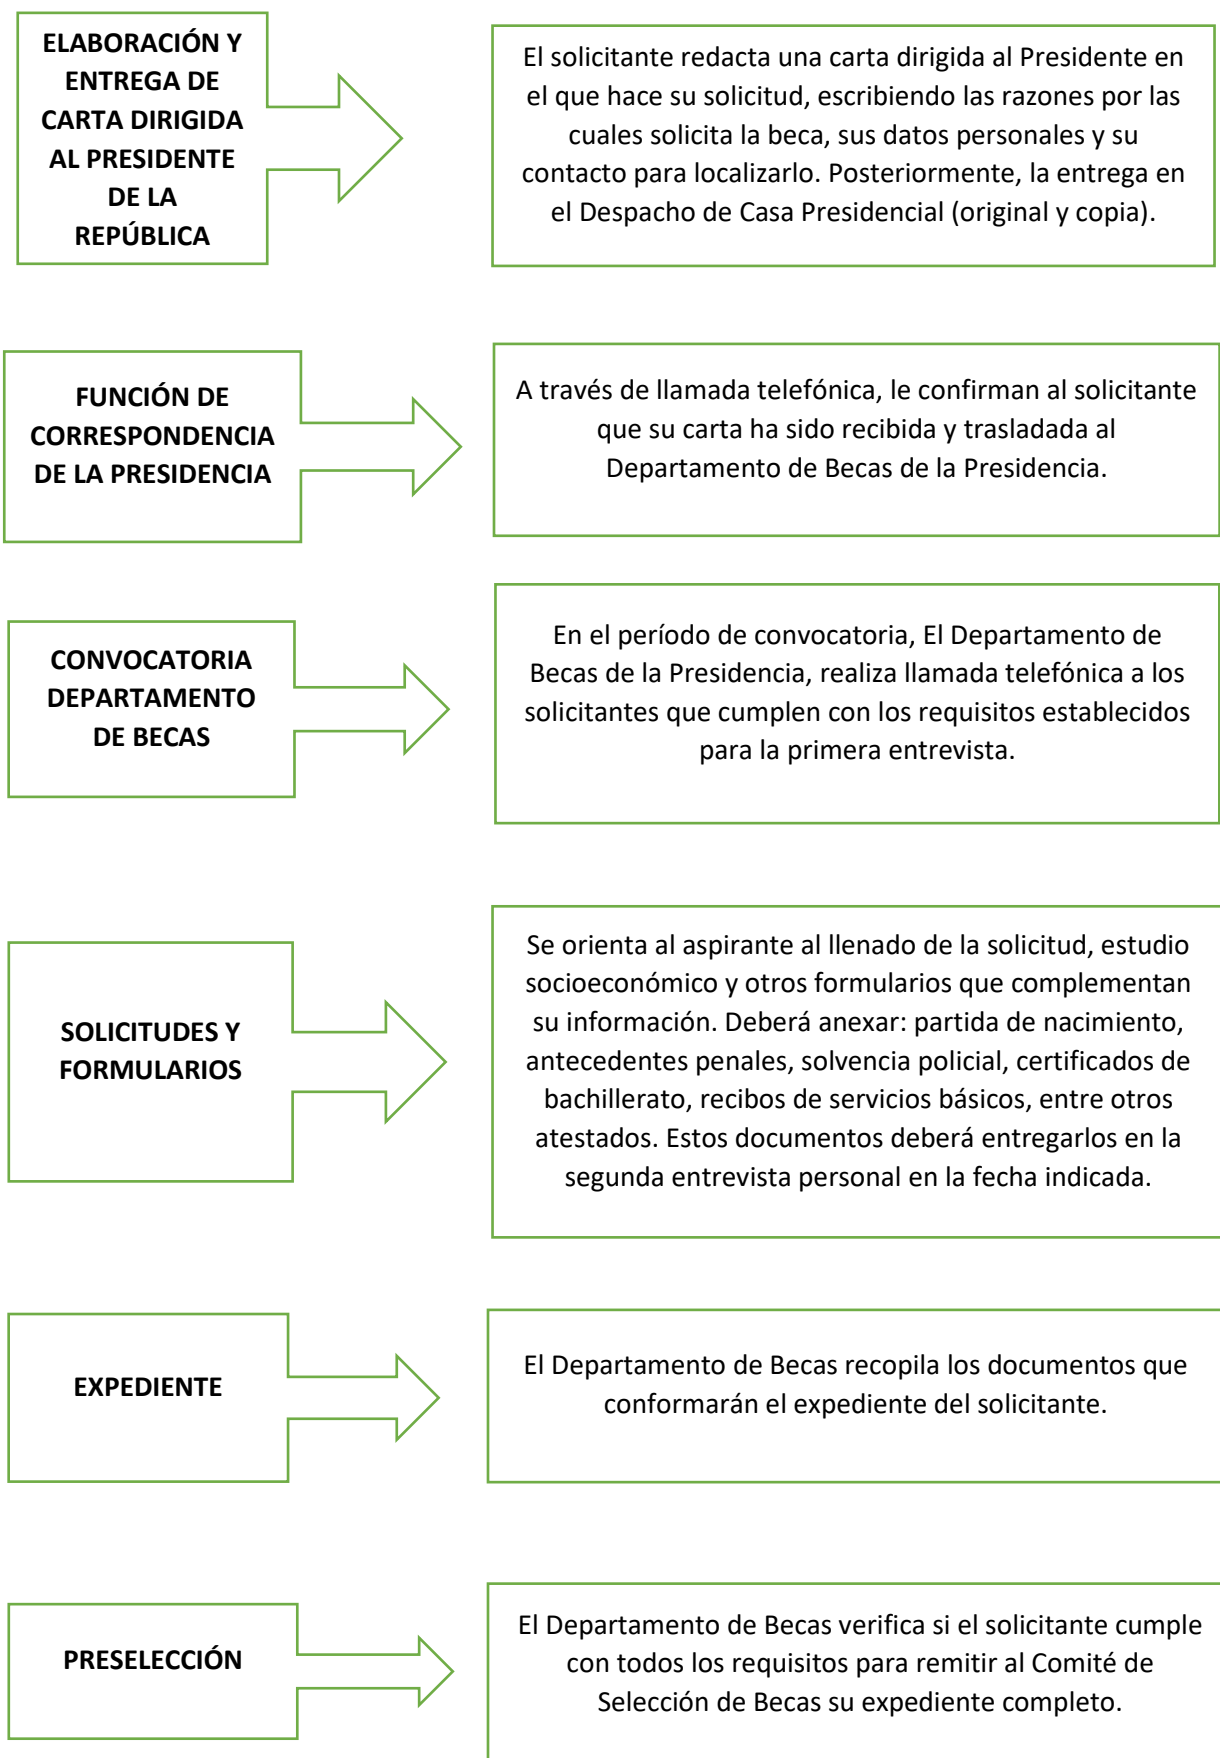 ELABORACIÓN Y
ENTREGA DE
CARTA DIRIGIDA
AL PRESIDENTE
DE LA
REPÚBLICA
El solicitante redacta una carta dirigida al Presidente en
el que hace su solicitud, escribiendo las razones por las
cuales solicita la beca, sus datos personales y su
contacto para localizarlo. Posteriormente, la entrega en
el Despacho de Casa Presidencial (original y copia).
FUNCIÓN DE
CORRESPONDENCIA
DE LA PRESIDENCIA
A través de llamada telefónica, le confirman al solicitante
que su carta ha sido recibida y trasladada al
Departamento de Becas de la Presidencia.
CONVOCATORIA
DEPARTAMENTO
DE BECAS
En el período de convocatoria, El Departamento de
Becas de la Presidencia, realiza llamada telefónica a los
solicitantes que cumplen con los requisitos establecidos
para la primera entrevista.
SOLICITUDES Y
FORMULARIOS
Se orienta al aspirante al llenado de la solicitud, estudio
socioeconómico y otros formularios que complementan
su información. Deberá anexar: partida de nacimiento,
antecedentes penales, solvencia policial, certificados de
bachillerato, recibos de servicios básicos, entre otros
atestados. Estos documentos deberá entregarlos en la
segunda entrevista personal en la fecha indicada.
EXPEDIENTE
El Departamento de Becas recopila los documentos que
conformarán el expediente del solicitante.
PRESELECCIÓN
El Departamento de Becas verifica si el solicitante cumple
con todos los requisitos para remitir al Comité de
Selección de Becas su expediente completo.